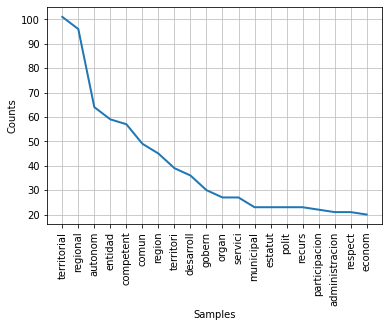 100
90
80
70
60
50
40
30
20
Counts
territorial
regional
autonom
entidad
competent
comun
region
territori
desarroll
gobern
organ
servici
municipal
estatut
polit
recurs
participacion
administracion
respect
econom
Samples